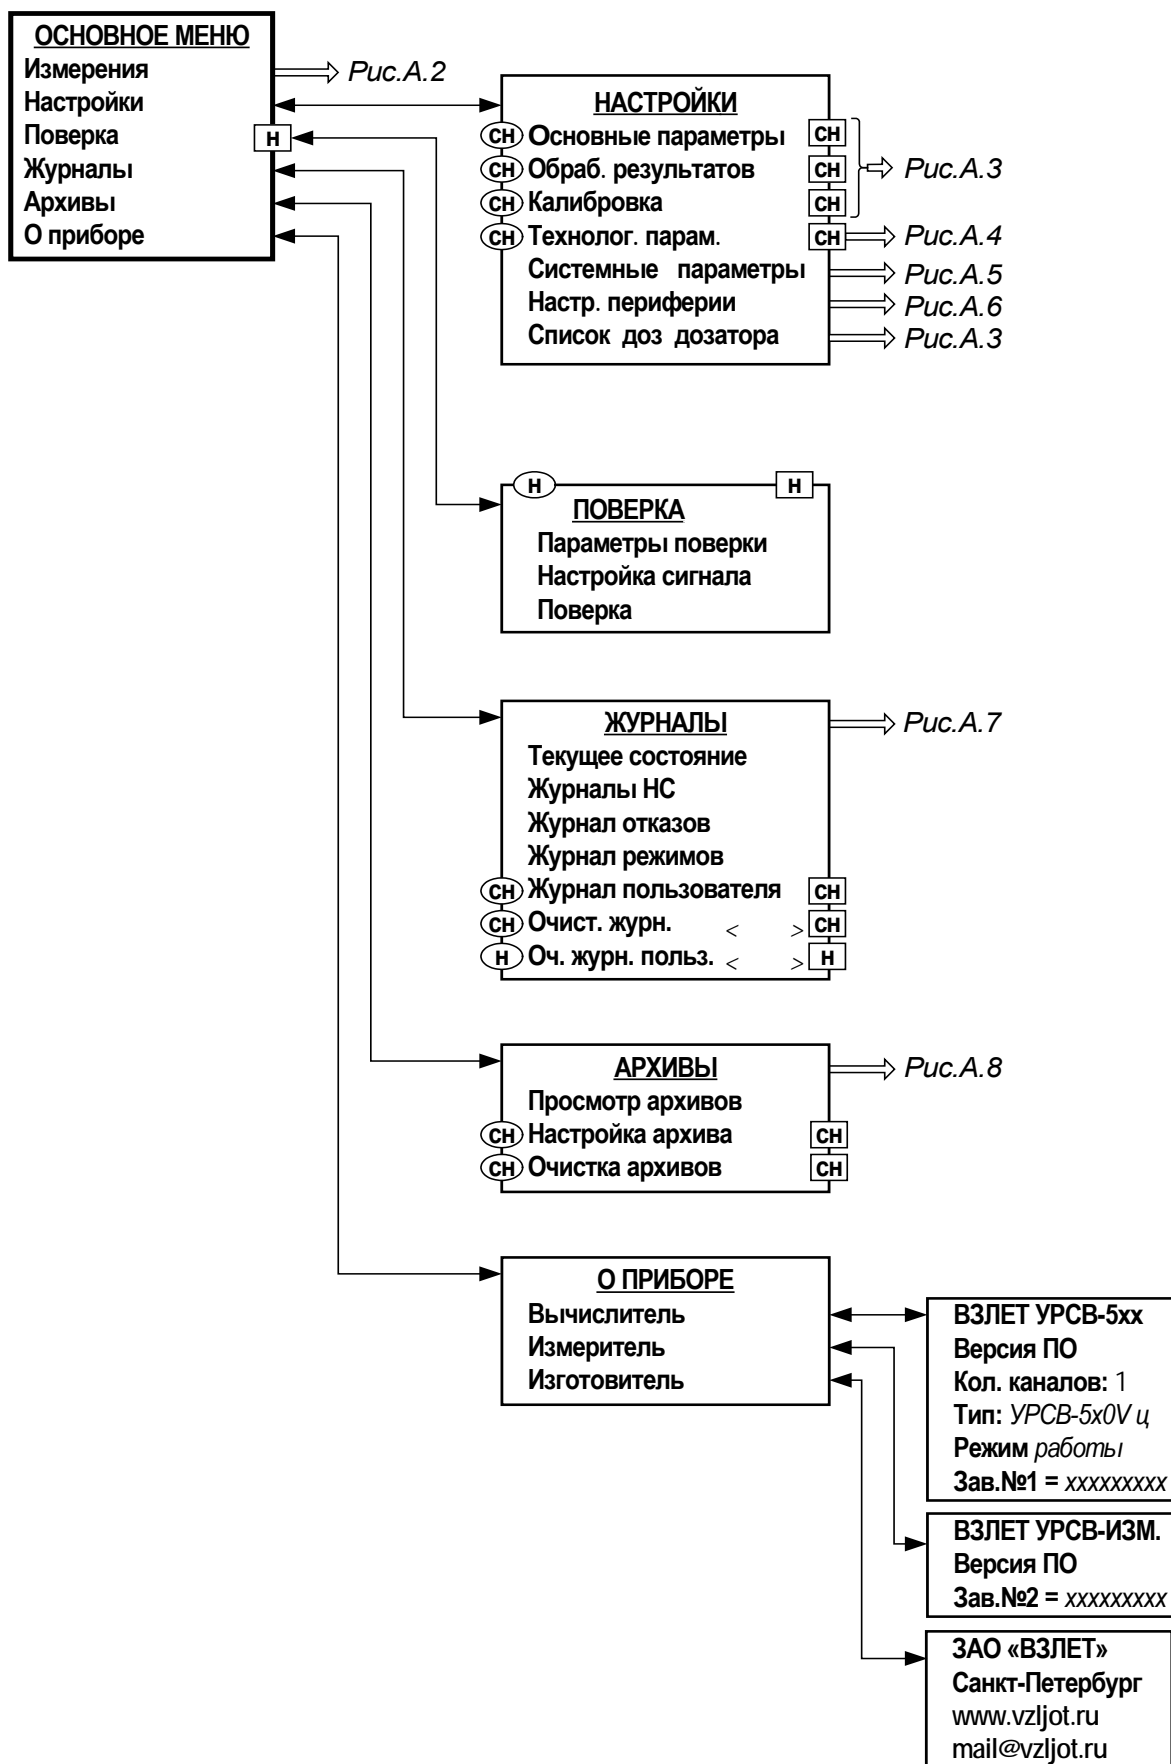 ОСНОВНОЕ МЕНЮ
Измерения
Настройки
Поверка
Журналы
Архивы
О приборе
Н
Рис.А.2
НАСТРОЙКИ
СН Основные параметры СН
СН Обраб. результатов СН
СН Калибровка СН
Рис.А.3
СН Технолог. парам. СН Рис.А.4
Системные параметры Рис.А.5
Настр. периферии Рис.А.6
Список доз дозатора Рис.А.3
Н Н
ПОВЕРКА
Параметры поверки
Настройка сигнала
Поверка
ЖУРНАЛЫ Рис.А.7
Текущее состояние
Журналы НС
Журнал отказов
Журнал режимов
СН Журнал пользователя СН
СН Очист. журн. < > СН
Н Оч. журн. польз. < > Н
АРХИВЫ Рис.А.8
Просмотр архивов
СН Настройка архива СН
СН Очистка архивов СН
О ПРИБОРЕ
Вычислитель
Измеритель
Изготовитель
ВЗЛЕТ УРСВ-5хх
Версия ПО
Кол. каналов: 1
Тип: УРСВ-5х0V ц
Режим работы
Зав.№1 = ххххххххх
ВЗЛЕТ УРСВ-ИЗМ.
Версия ПО
Зав.№2 = ххххххххх
ЗАО «ВЗЛЕТ»
Санкт-Петербург
www.vzljot.ru
mail@vzljot.ru